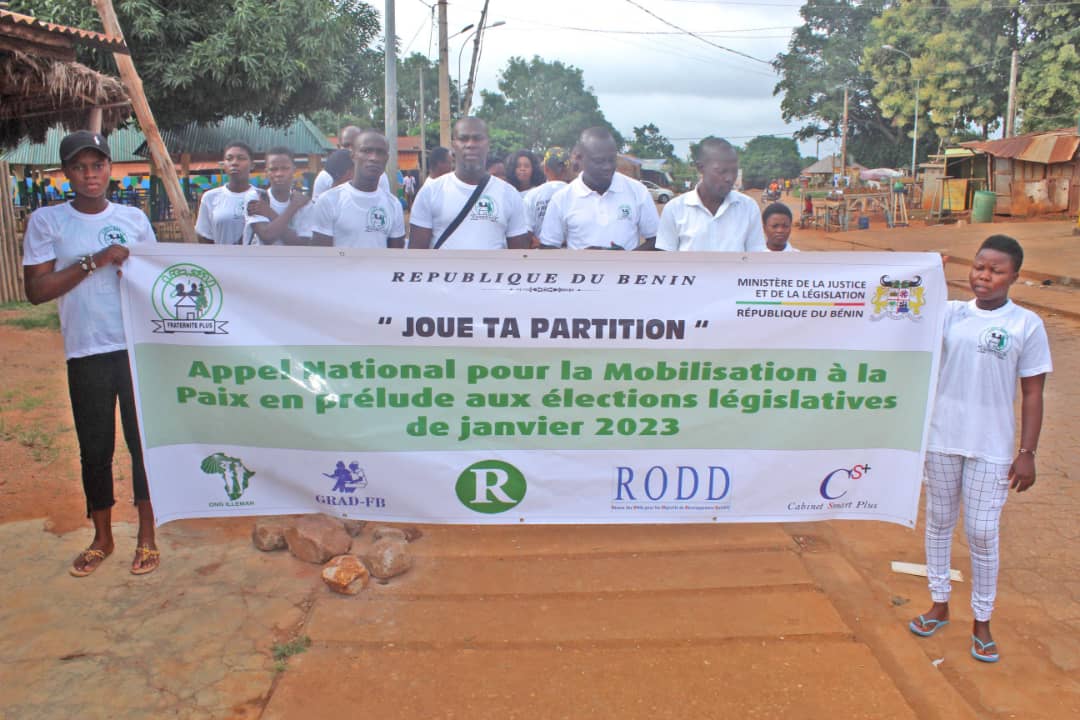 REPUBLIQUE DU BENIN
MINISTÈRE DE LA JUSTICE
ET DE LA LÉGISLATION
RÉPUBLIQUE DU BÉNIN
FRATERNITE PLUS
" JOUE TA PARTITION "
Appel National pour la Mobilisation à la
Paix en prélude aux élections législatives
de janvier 2023
ONG ILLEMAN
GRAD-FB
R
RODD
CS+
Cabinet Smart Plus